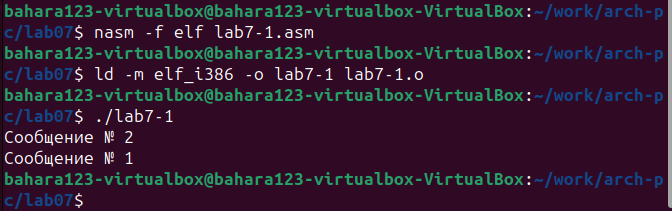 bahara123-virtualbox@bahara123-virtualbox-VirtualBox:~/work/arch-p
c/lab07$ nasm -f elf lab7-1.asm
bahara123-virtualbox@bahara123-virtualbox-VirtualBox:~/work/arch-p
c/lab07$ ld -m elf_i386 -o lab7-1 lab7-1.o
bahara123-virtualbox@bahara123-virtualbox-VirtualBox:~/work/arch-p
c/lab07$ ./lab7-1
Сообщение № 2
Сообщение № 1
bahara123-virtualbox@bahara123-virtualbox-VirtualBox:~/work/arch-p
c/lab07$